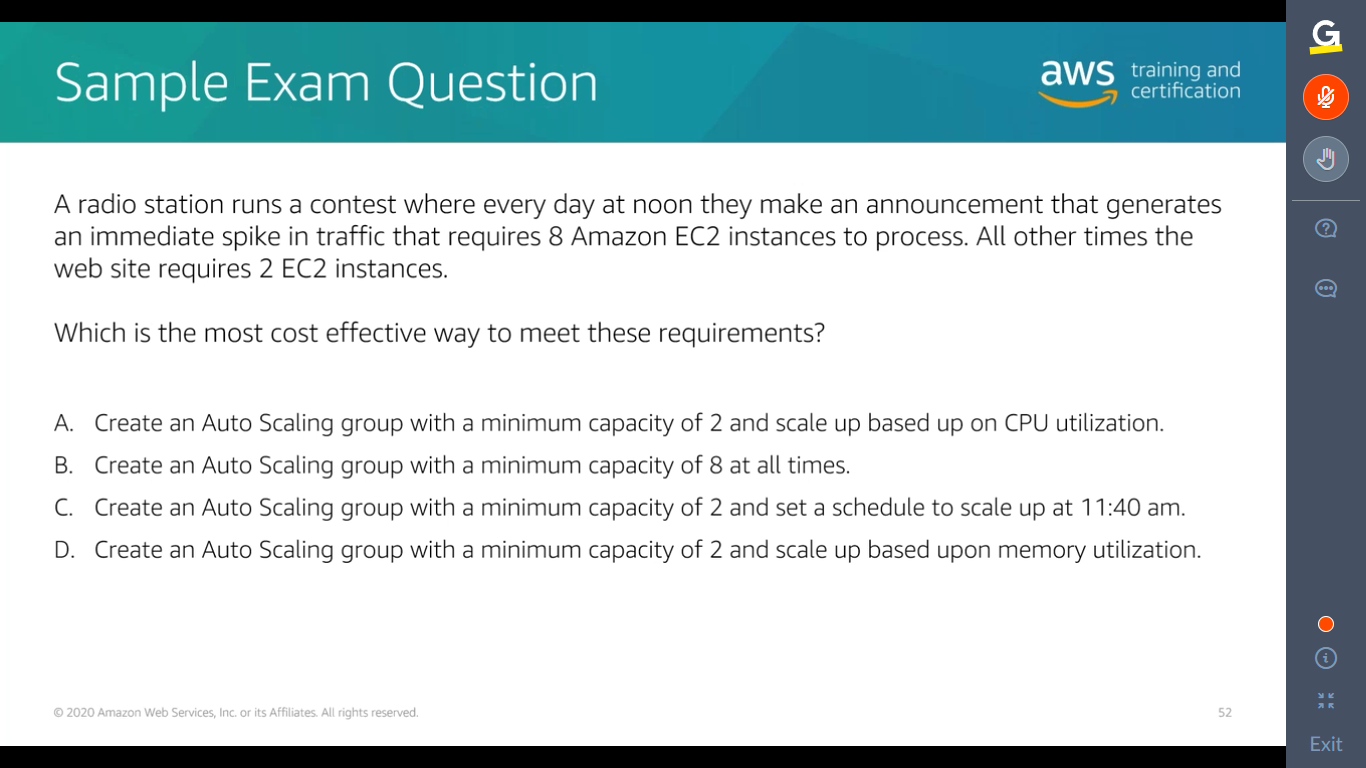 Sample Exam Question
aws training and
certification
A radio station runs a contest where every day at noon they make an announcement that generates
an immediate spike in traffic that requires 8 Amazon EC2 instances to process. All other times the
web site requires 2 EC2 instances.
Which is the most cost effective way to meet these requirements?
A. Create an Auto Scaling group with a minimum capacity of 2 and scale up based up on CPU utilization.
B. Create an Auto Scaling group with a minimum capacity of 8 at all times.
C. Create an Auto Scaling group with a minimum capacity of 2 and set a schedule to scale up at 11:40 am.
D. Create an Auto Scaling group with a minimum capacity of 2 and scale up based upon memory utilization.
© 2020 Amazon Web Services, Inc. or its Affiliates. All rights reserved.
52
G
Exit